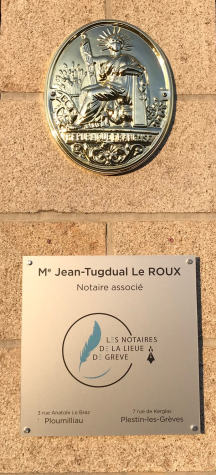 RÉPUBLIQUE FRANÇAISE
Mᵉ Jean-Tugdual Le ROUX
Notaire associé
LES NOTAIRES
DE LA LIEUE
DE GRÈVE
3 rue Anatole Le Braz
Ploumilliau
7 rue de Kerglas
Plestin-les-Grèves